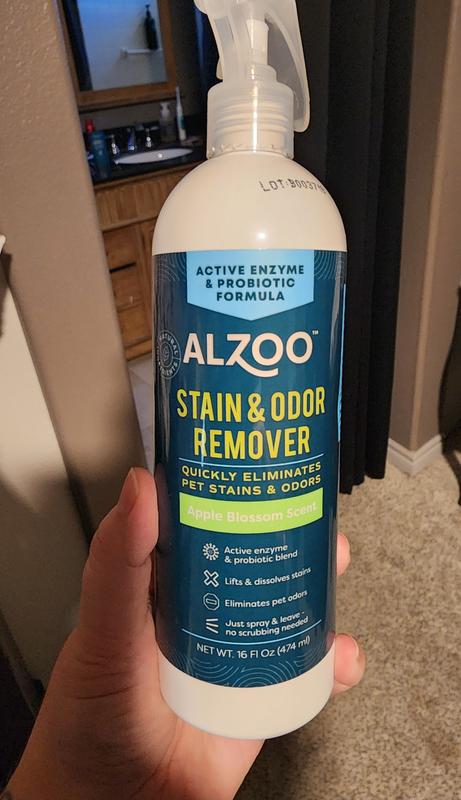 LOT:
ACTIVE ENZYME
& PROBIOTIC
FORMULA
NATURAL
ALZOO™
STAIN & ODOR
REMOVER
QUICKLY ELIMINATES
PET STAINS & ODORS
Apple Blossom Scent
Active enzyme
& probiotic blend
Lifts & dissolves stains
Eliminates pet odors
Just spray & leave -
no scrubbing needed
NET WT. 16 Fl Oz (474 ml)